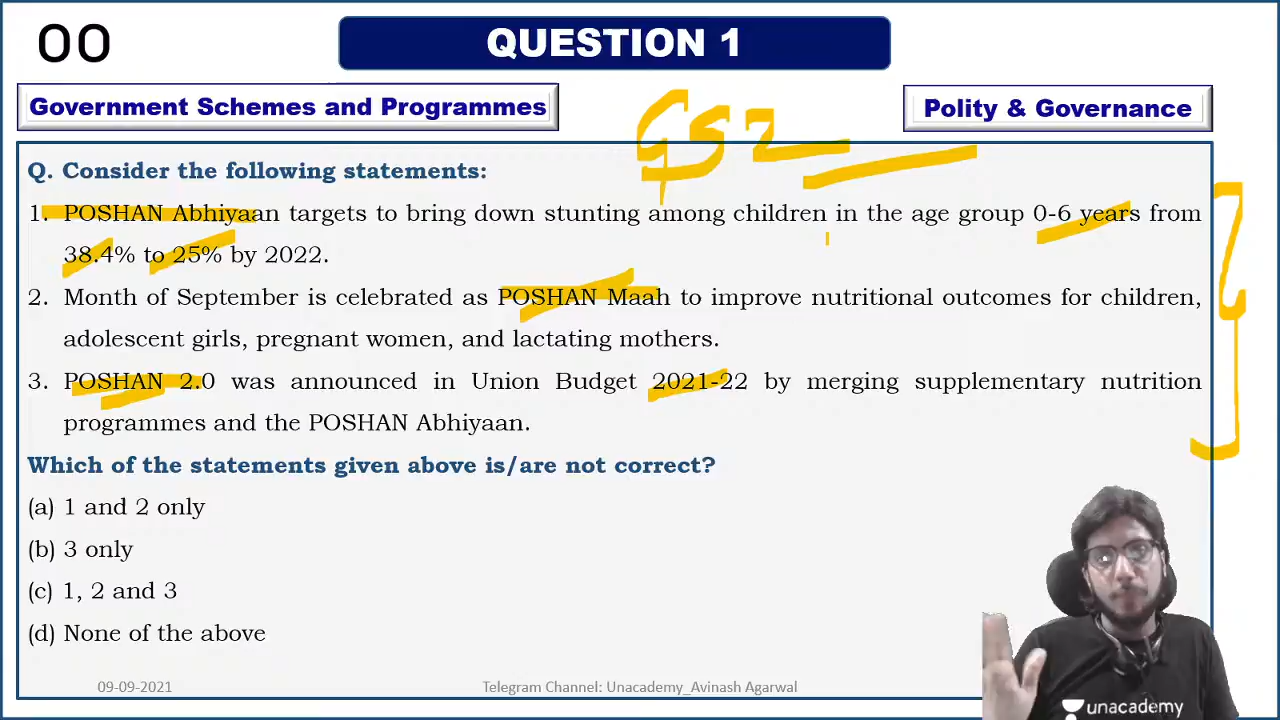 00
QUESTION 1
Government Schemes and Programmes
Polity & Governance
GS 2
Q. Consider the following statements:
1. POSHAN Abhiyaan targets to bring down stunting among children in the age group 0-6 years from
38.4% to 25% by 2022.
2. Month of September is celebrated as POSHAN Maah to improve nutritional outcomes for children,
adolescent girls, pregnant women, and lactating mothers.
3. POSHAN 2.0 was announced in Union Budget 2021-22 by merging supplementary nutrition
programmes and the POSHAN Abhiyaan.
Which of the statements given above is/are not correct?
(a) 1 and 2 only
(b) 3 only
(c) 1, 2 and 3
(d) None of the above
09-09-2021
Telegram Channel: Unacademy_Avinash Agarwal
unacademy